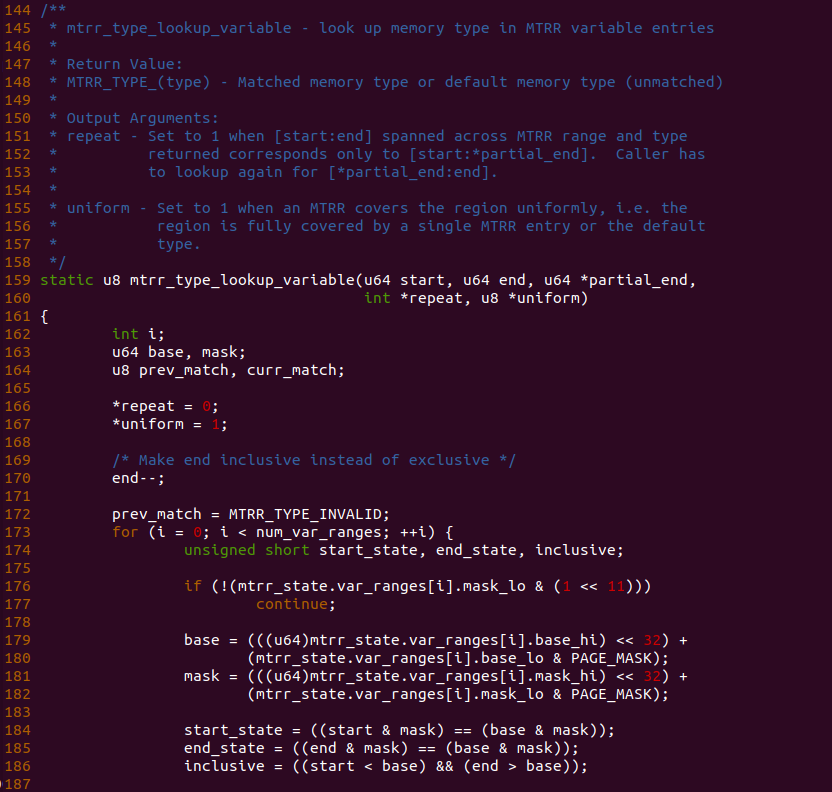 144 /**
145  * mtrr_type_lookup_variable - look up memory type in MTRR variable entries
146  *
147  * Return Value:
148  * MTRR_TYPE_(type) - Matched memory type or default memory type (unmatched)
149  *
150  * Output Arguments:
151  * repeat - Set to 1 when [start:end] spanned across MTRR range and type
152  *          returned corresponds only to [start:*partial_end].  Caller has
153  *          to lookup again for [*partial_end:end].
154  *
155  * uniform - Set to 1 when an MTRR covers the region uniformly, i.e. the
156  *           region is fully covered by a single MTRR entry or the default
157  *           type.
158  */
159 static u8 mtrr_type_lookup_variable(u64 start, u64 end, u64 *partial_end,
160                                     int *repeat, u8 *uniform)
161 {
162         int i;
163         u64 base, mask;
164         u8 prev_match, curr_match;
165
166         *repeat = 0;
167         *uniform = 1;
168
169         /* Make end inclusive instead of exclusive */
170         end--;
171
172         prev_match = MTRR_TYPE_INVALID;
173         for (i = 0; i < num_var_ranges; ++i) {
174                 unsigned short start_state, end_state, inclusive;
175
176                 if (!(mtrr_state.var_ranges[i].mask_lo & (1 << 11)))
177                         continue;
178
179                 base = (((u64)mtrr_state.var_ranges[i].base_hi) << 32) +
180                        (mtrr_state.var_ranges[i].base_lo & PAGE_MASK);
181                 mask = (((u64)mtrr_state.var_ranges[i].mask_hi) << 32) +
182                        (mtrr_state.var_ranges[i].mask_lo & PAGE_MASK);
183
184                 start_state = ((start & mask) == (base & mask));
185                 end_state = ((end & mask) == (base & mask));
186                 inclusive = ((start < base) && (end > base));
187